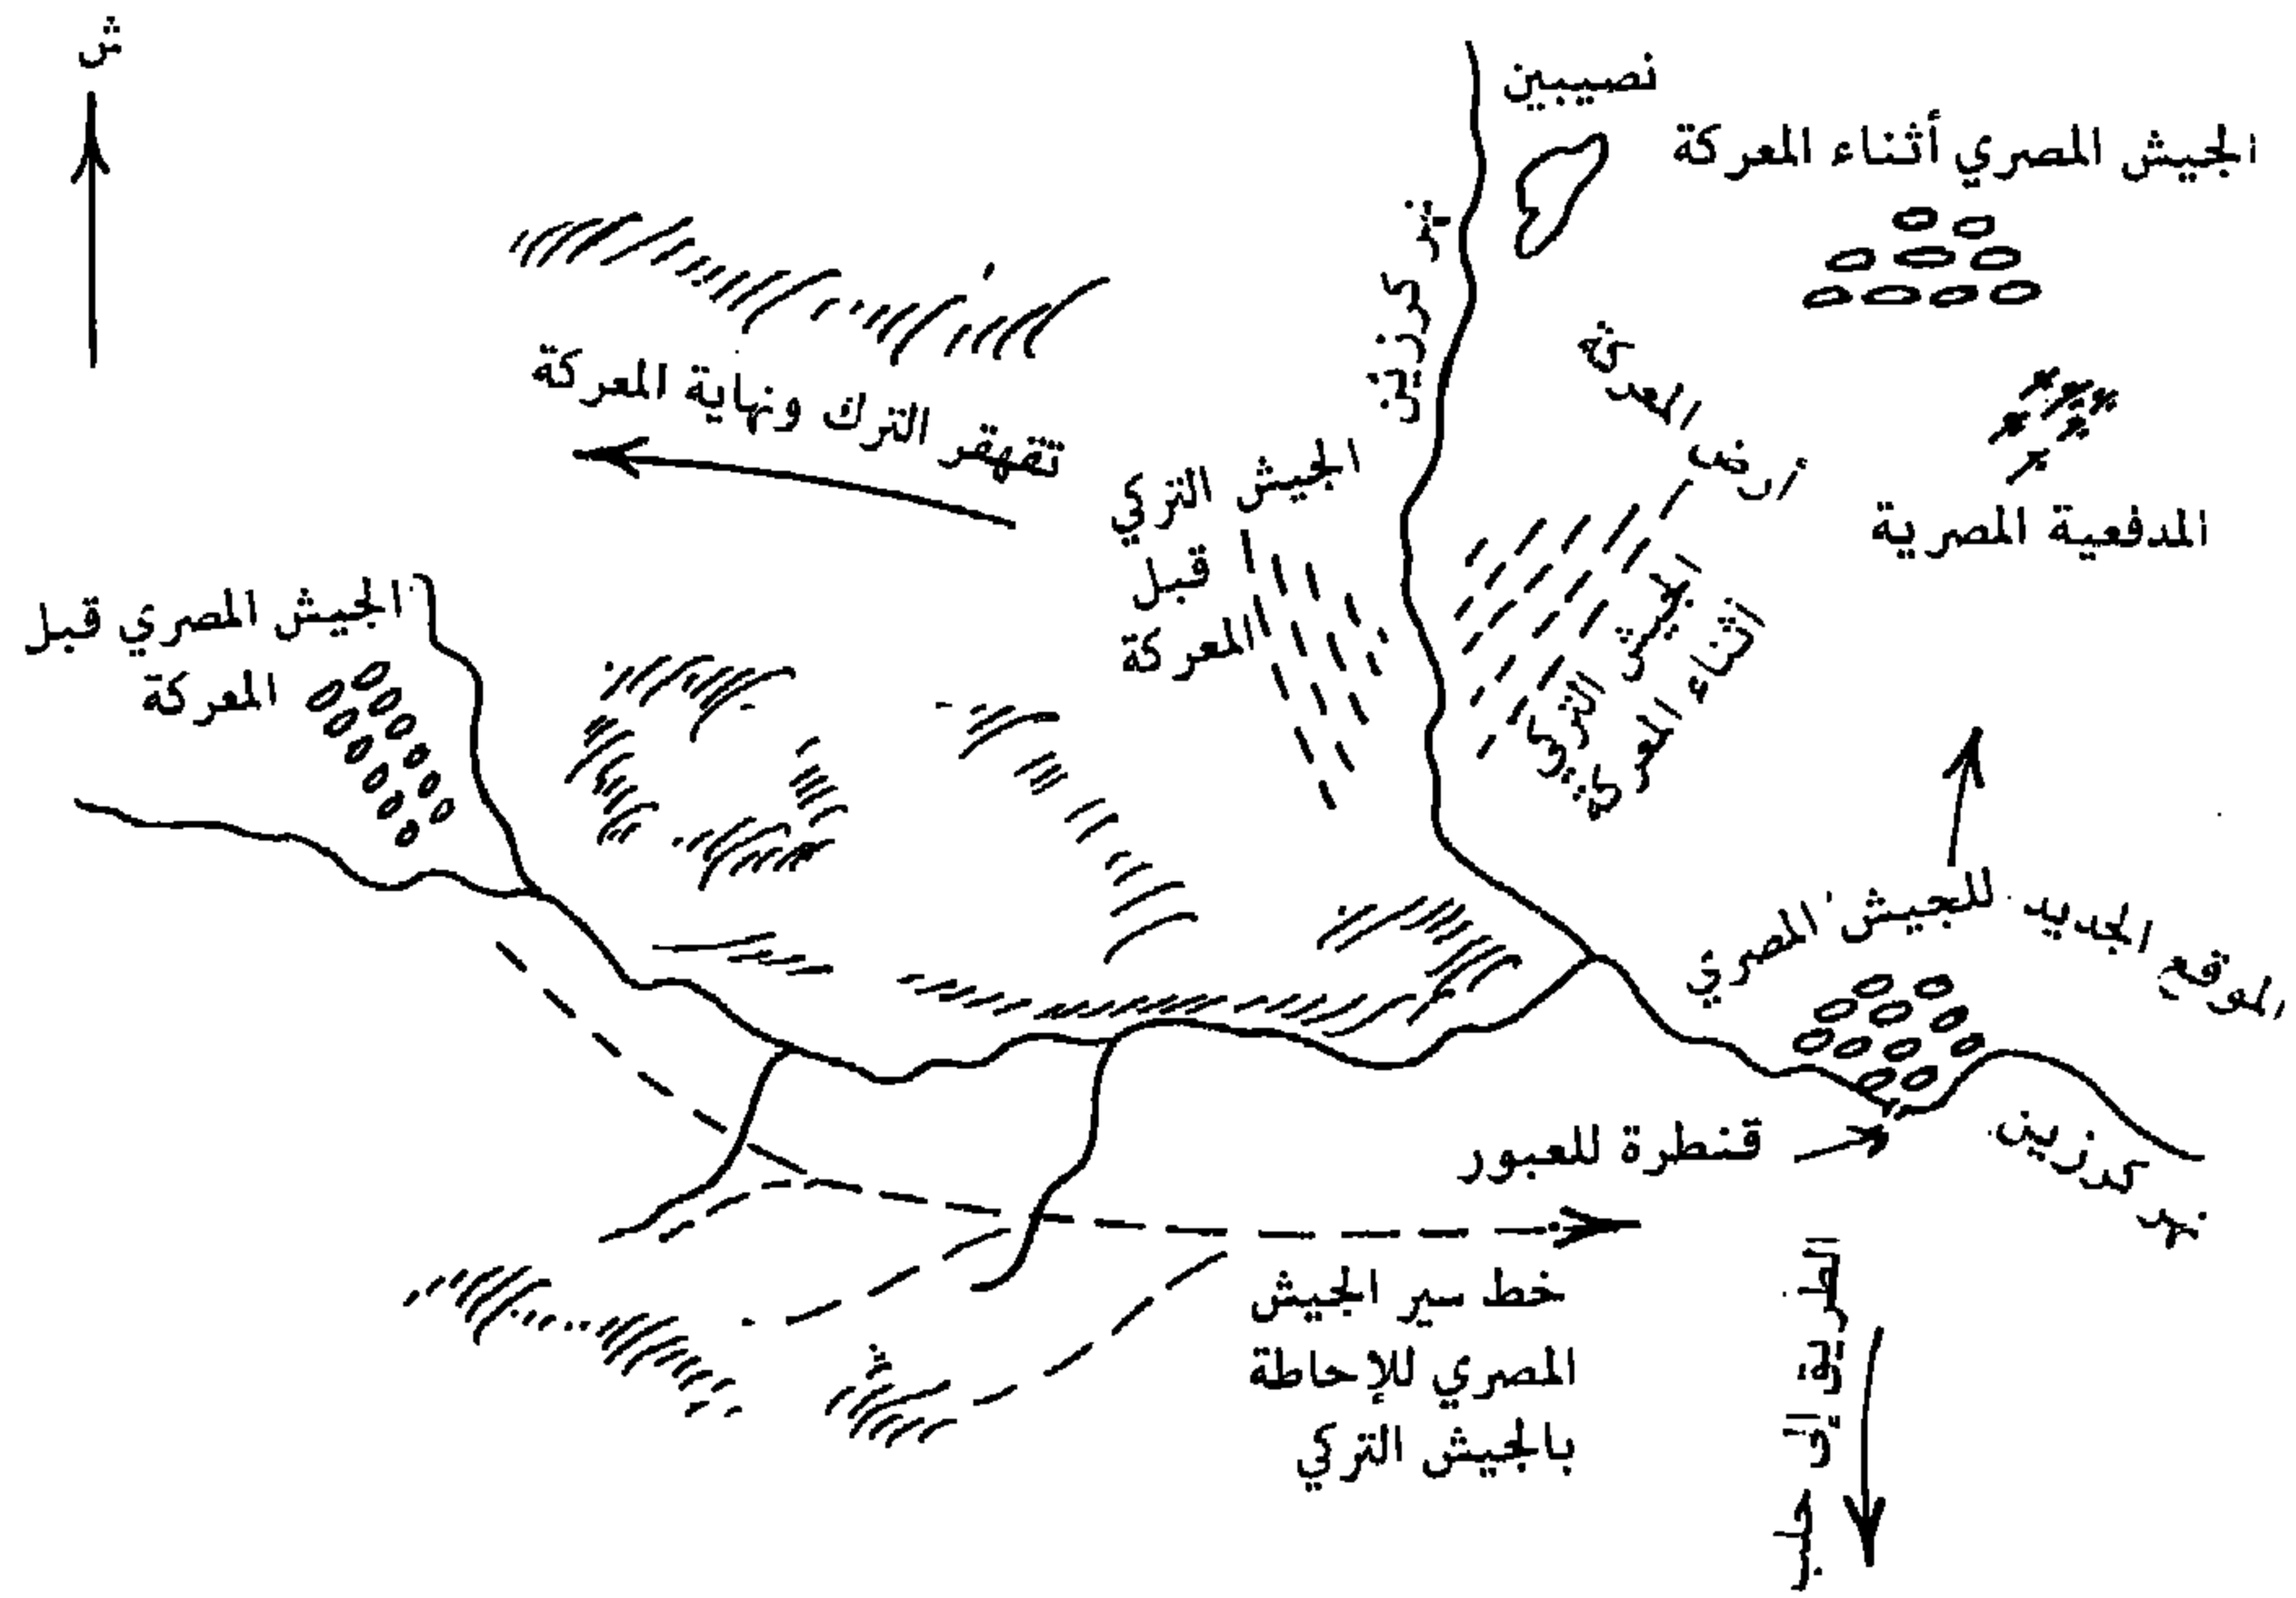 ش
نصيبين
الجيش المصري أثناء المعركة
نهر كرزين
أرض المعركة
تقهقر الترك ونهاية المعركة
المدفعية المصرية
الجيش التركي
قبل
المعركة
الجيش التركي
أثناء المعركة
الجيش المصري قبل
المعركة
الموقع الجديد للجيش المصري
قنطرة للعبور
نهر كرزين
خط سير الجيش
المصري للإحاطة
بالجيش التركي
الطريق إلى حلب